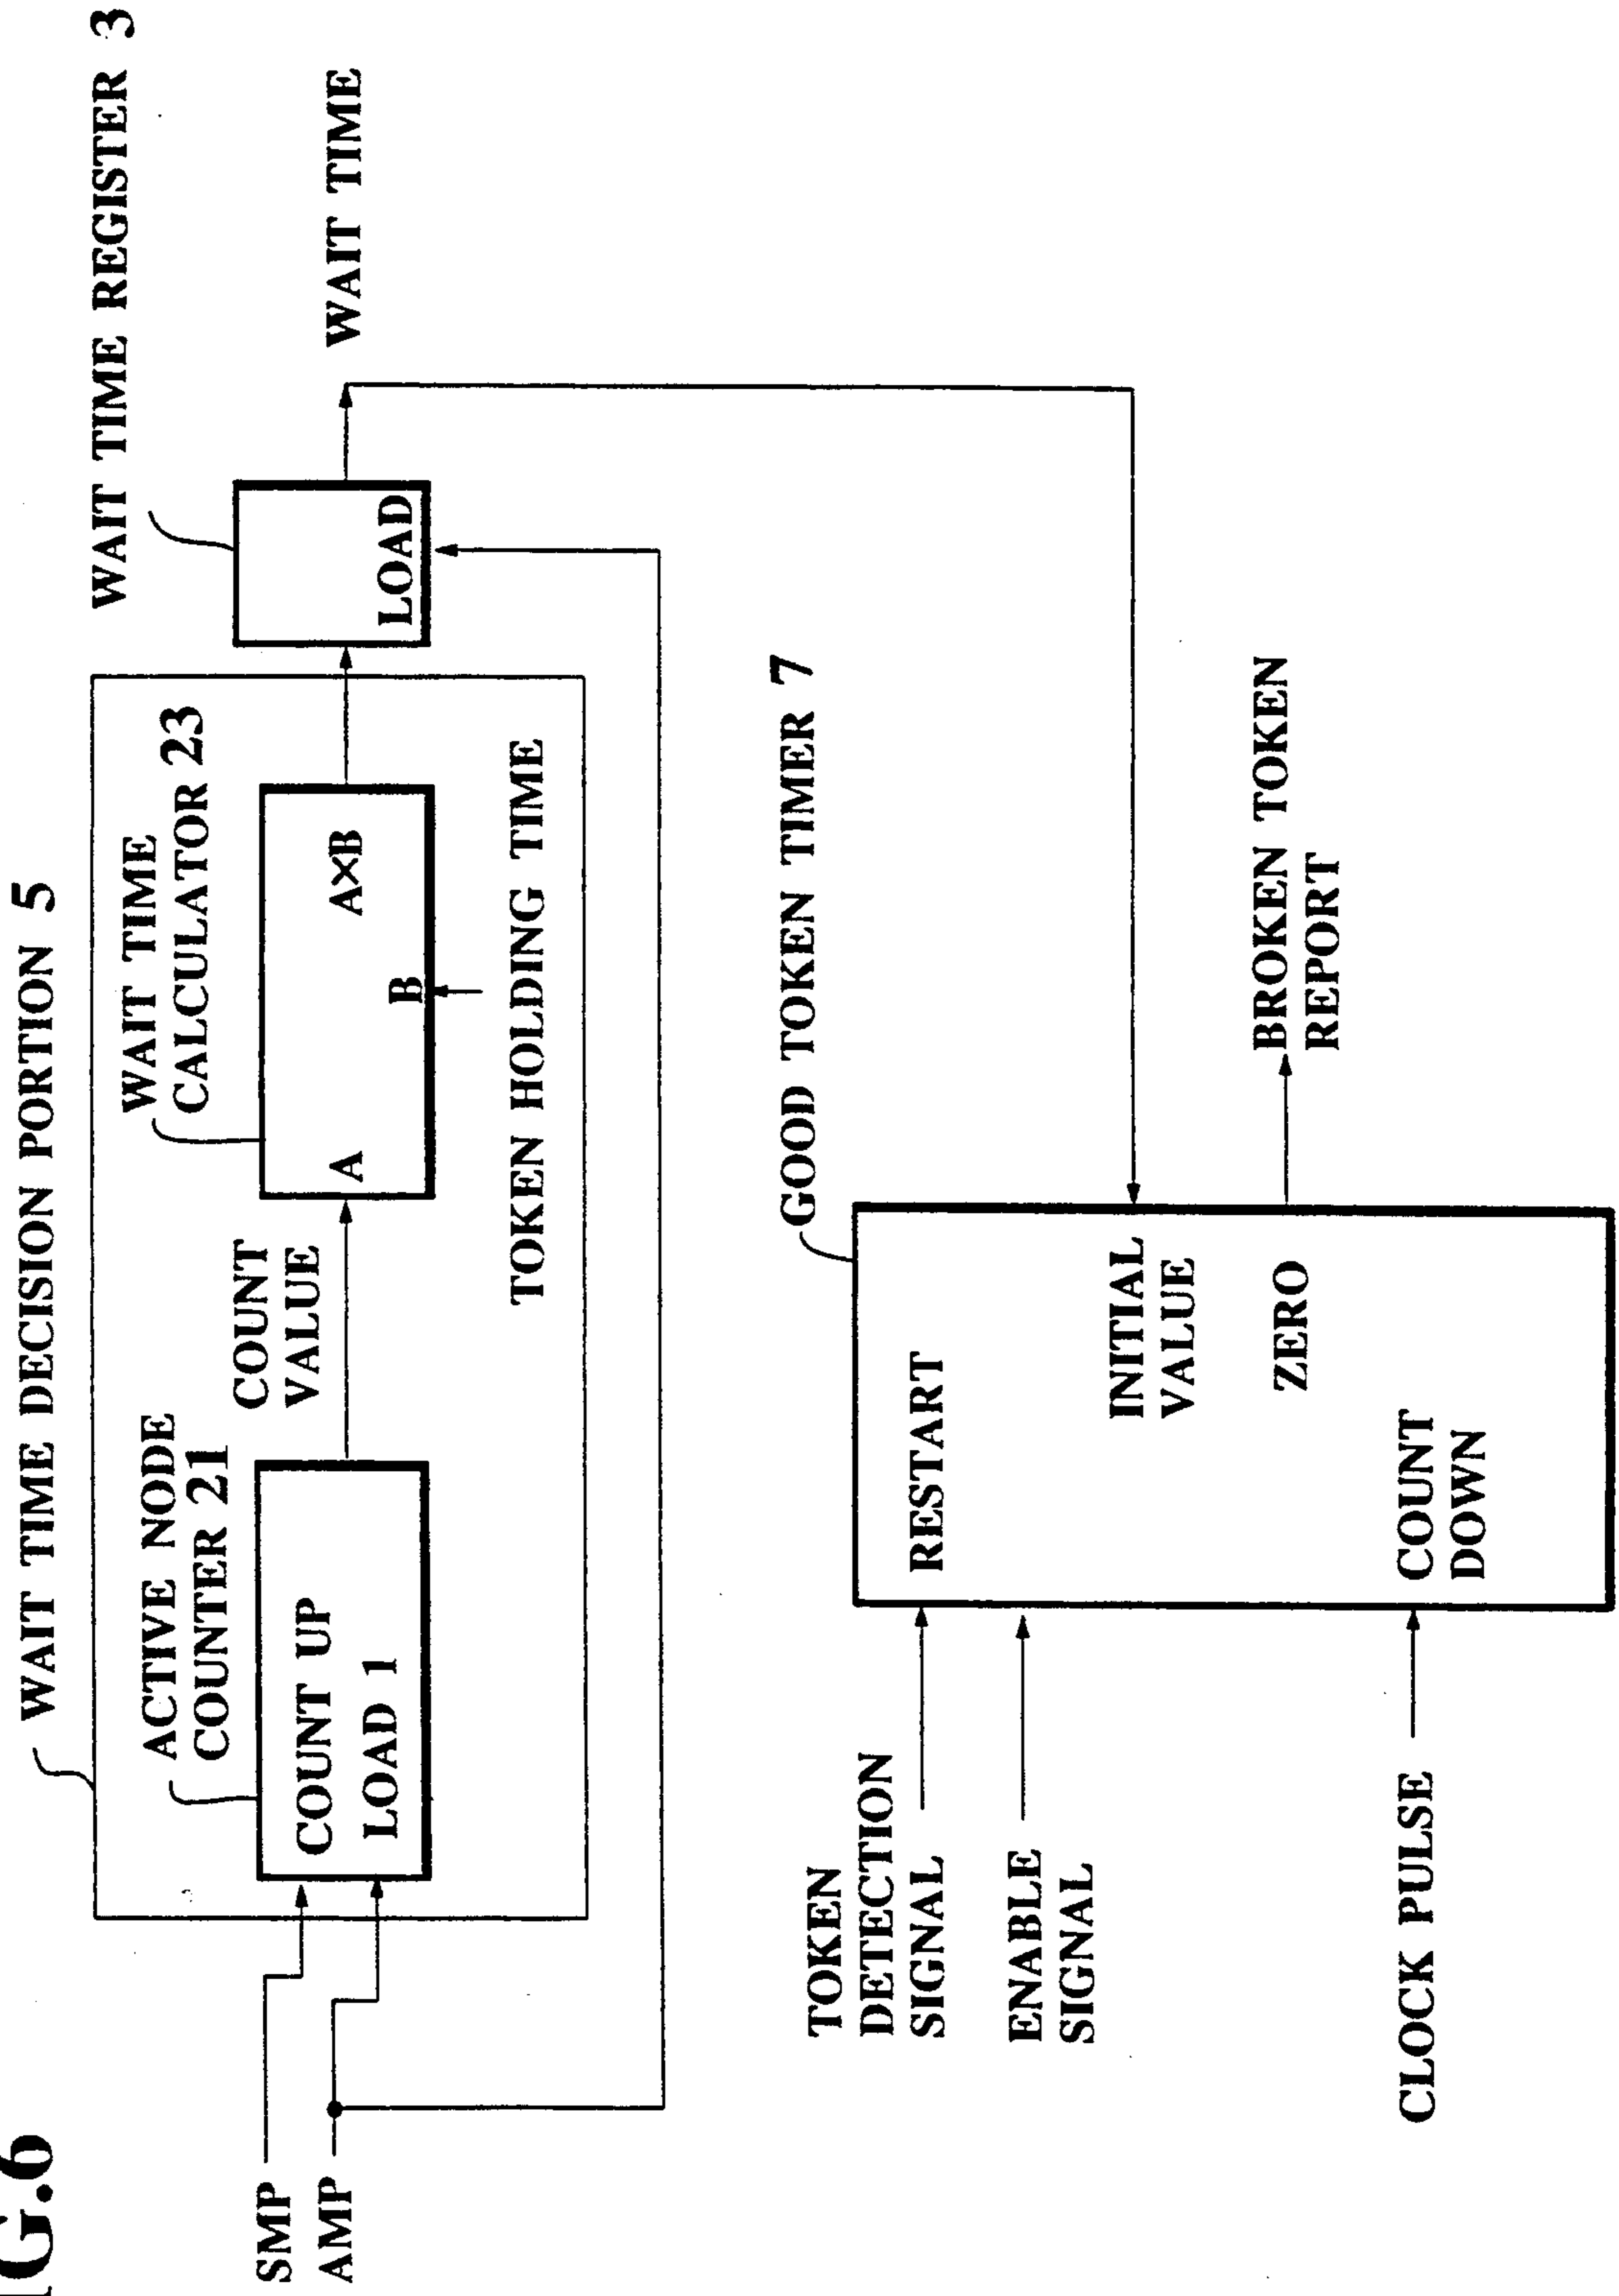 FIG.6
WAIT TIME DECISION PORTION 5
WAIT TIME REGISTER 3
ACTIVE NODE
COUNTER 21
WAIT TIME
CALCULATOR 23
COUNT
VALUE
SMP
AMP
COUNT UP
LOAD 1
A
A×B
B
LOAD
WAIT TIME
TOKEN HOLDING TIME
GOOD TOKEN TIMER 7
TOKEN
DETECTION
SIGNAL
RESTART
ENABLE
SIGNAL
INITIAL
VALUE
ZERO
BROKEN TOKEN
REPORT
CLOCK PULSE
COUNT
DOWN